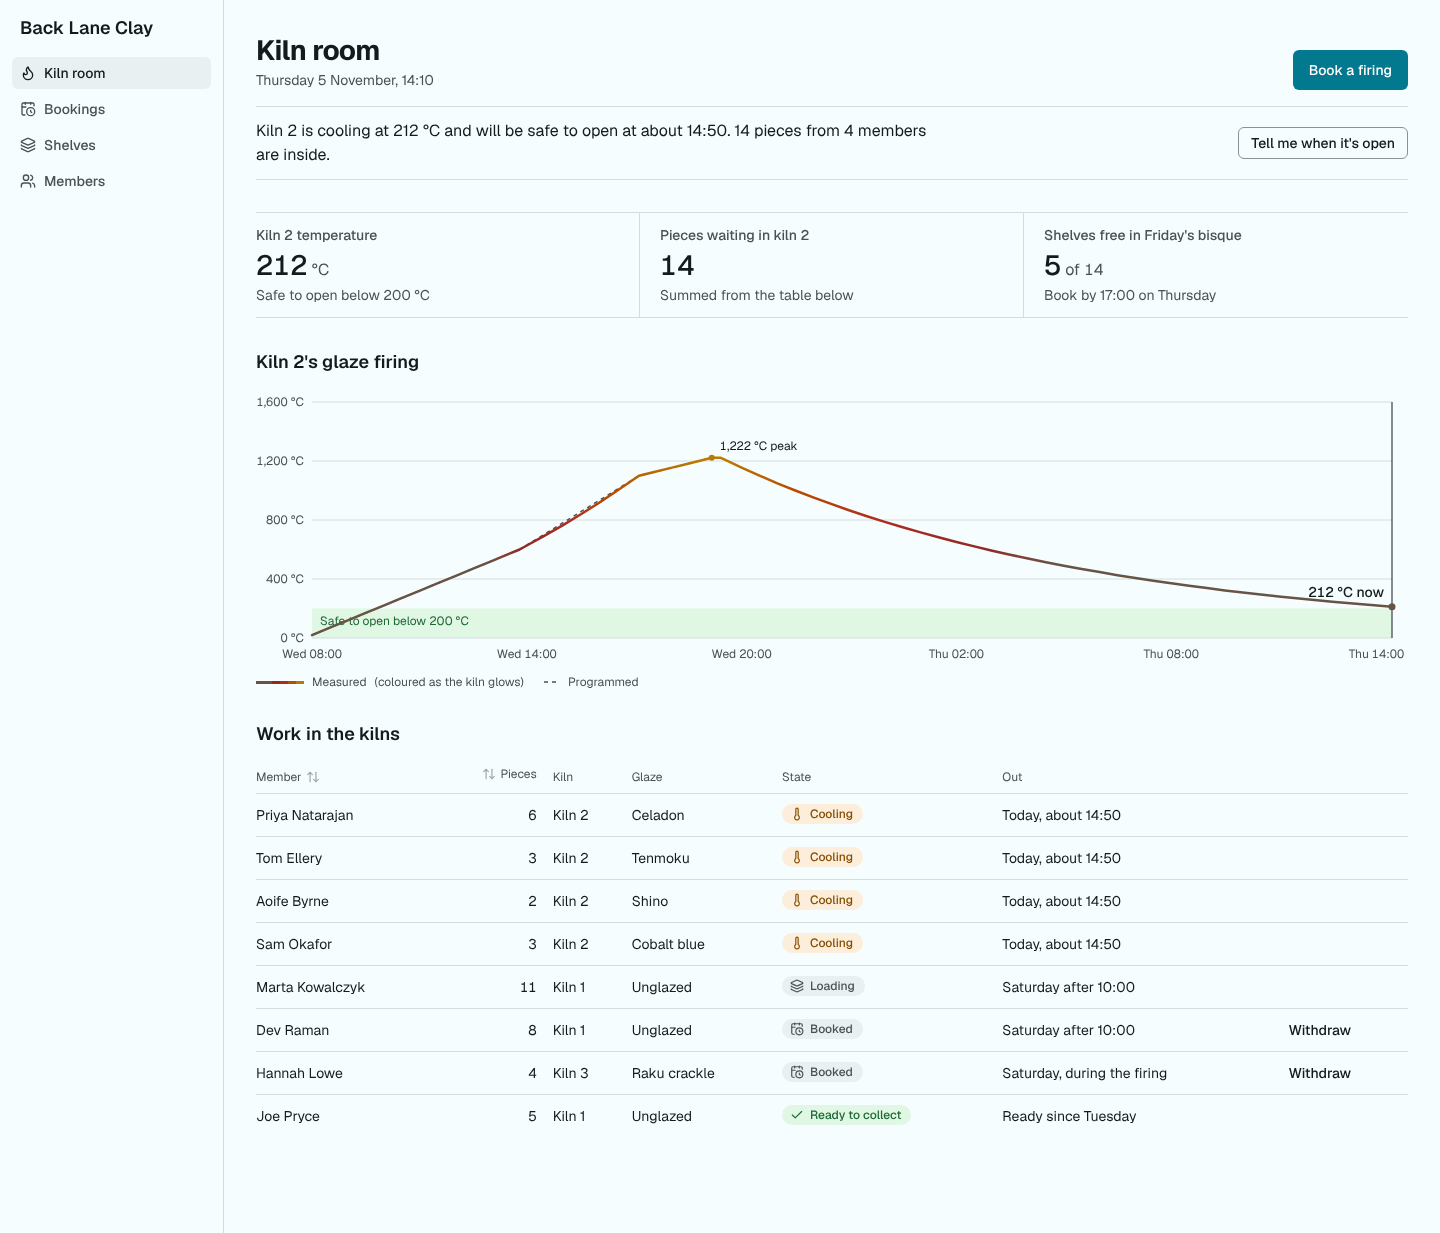 Back Lane Clay
Kiln room
Bookings
Shelves
Members
Kiln room
Thursday 5 November, 14:10
Book a firing
Kiln 2 is cooling at 212 °C and will be safe to open at about 14:50. 14 pieces from 4 members
are inside.
Tell me when it's open
Kiln 2 temperature
212 °C
Safe to open below 200 °C
Pieces waiting in kiln 2
14
Summed from the table below
Shelves free in Friday's bisque
5 of 14
Book by 17:00 on Thursday
Kiln 2's glaze firing
1,600 °C
1,200 °C
800 °C
400 °C
0 °C
1,222 °C peak
212 °C now
Safe to open below 200 °C
Wed 08:00 Wed 14:00 Wed 20:00 Thu 02:00 Thu 08:00 Thu 14:00
Measured (coloured as the kiln glows) Programmed
Work in the kilns
Member Pieces Kiln Glaze State Out
Priya Natarajan 6 Kiln 2 Celadon Cooling Today, about 14:50
Tom Ellery 3 Kiln 2 Tenmoku Cooling Today, about 14:50
Aoife Byrne 2 Kiln 2 Shino Cooling Today, about 14:50
Sam Okafor 3 Kiln 2 Cobalt blue Cooling Today, about 14:50
Marta Kowalczyk 11 Kiln 1 Unglazed Loading Saturday after 10:00
Dev Raman 8 Kiln 1 Unglazed Booked Saturday after 10:00 Withdraw
Hannah Lowe 4 Kiln 3 Raku crackle Booked Saturday, during the firing Withdraw
Joe Pryce 5 Kiln 1 Unglazed Ready to collect Ready since Tuesday